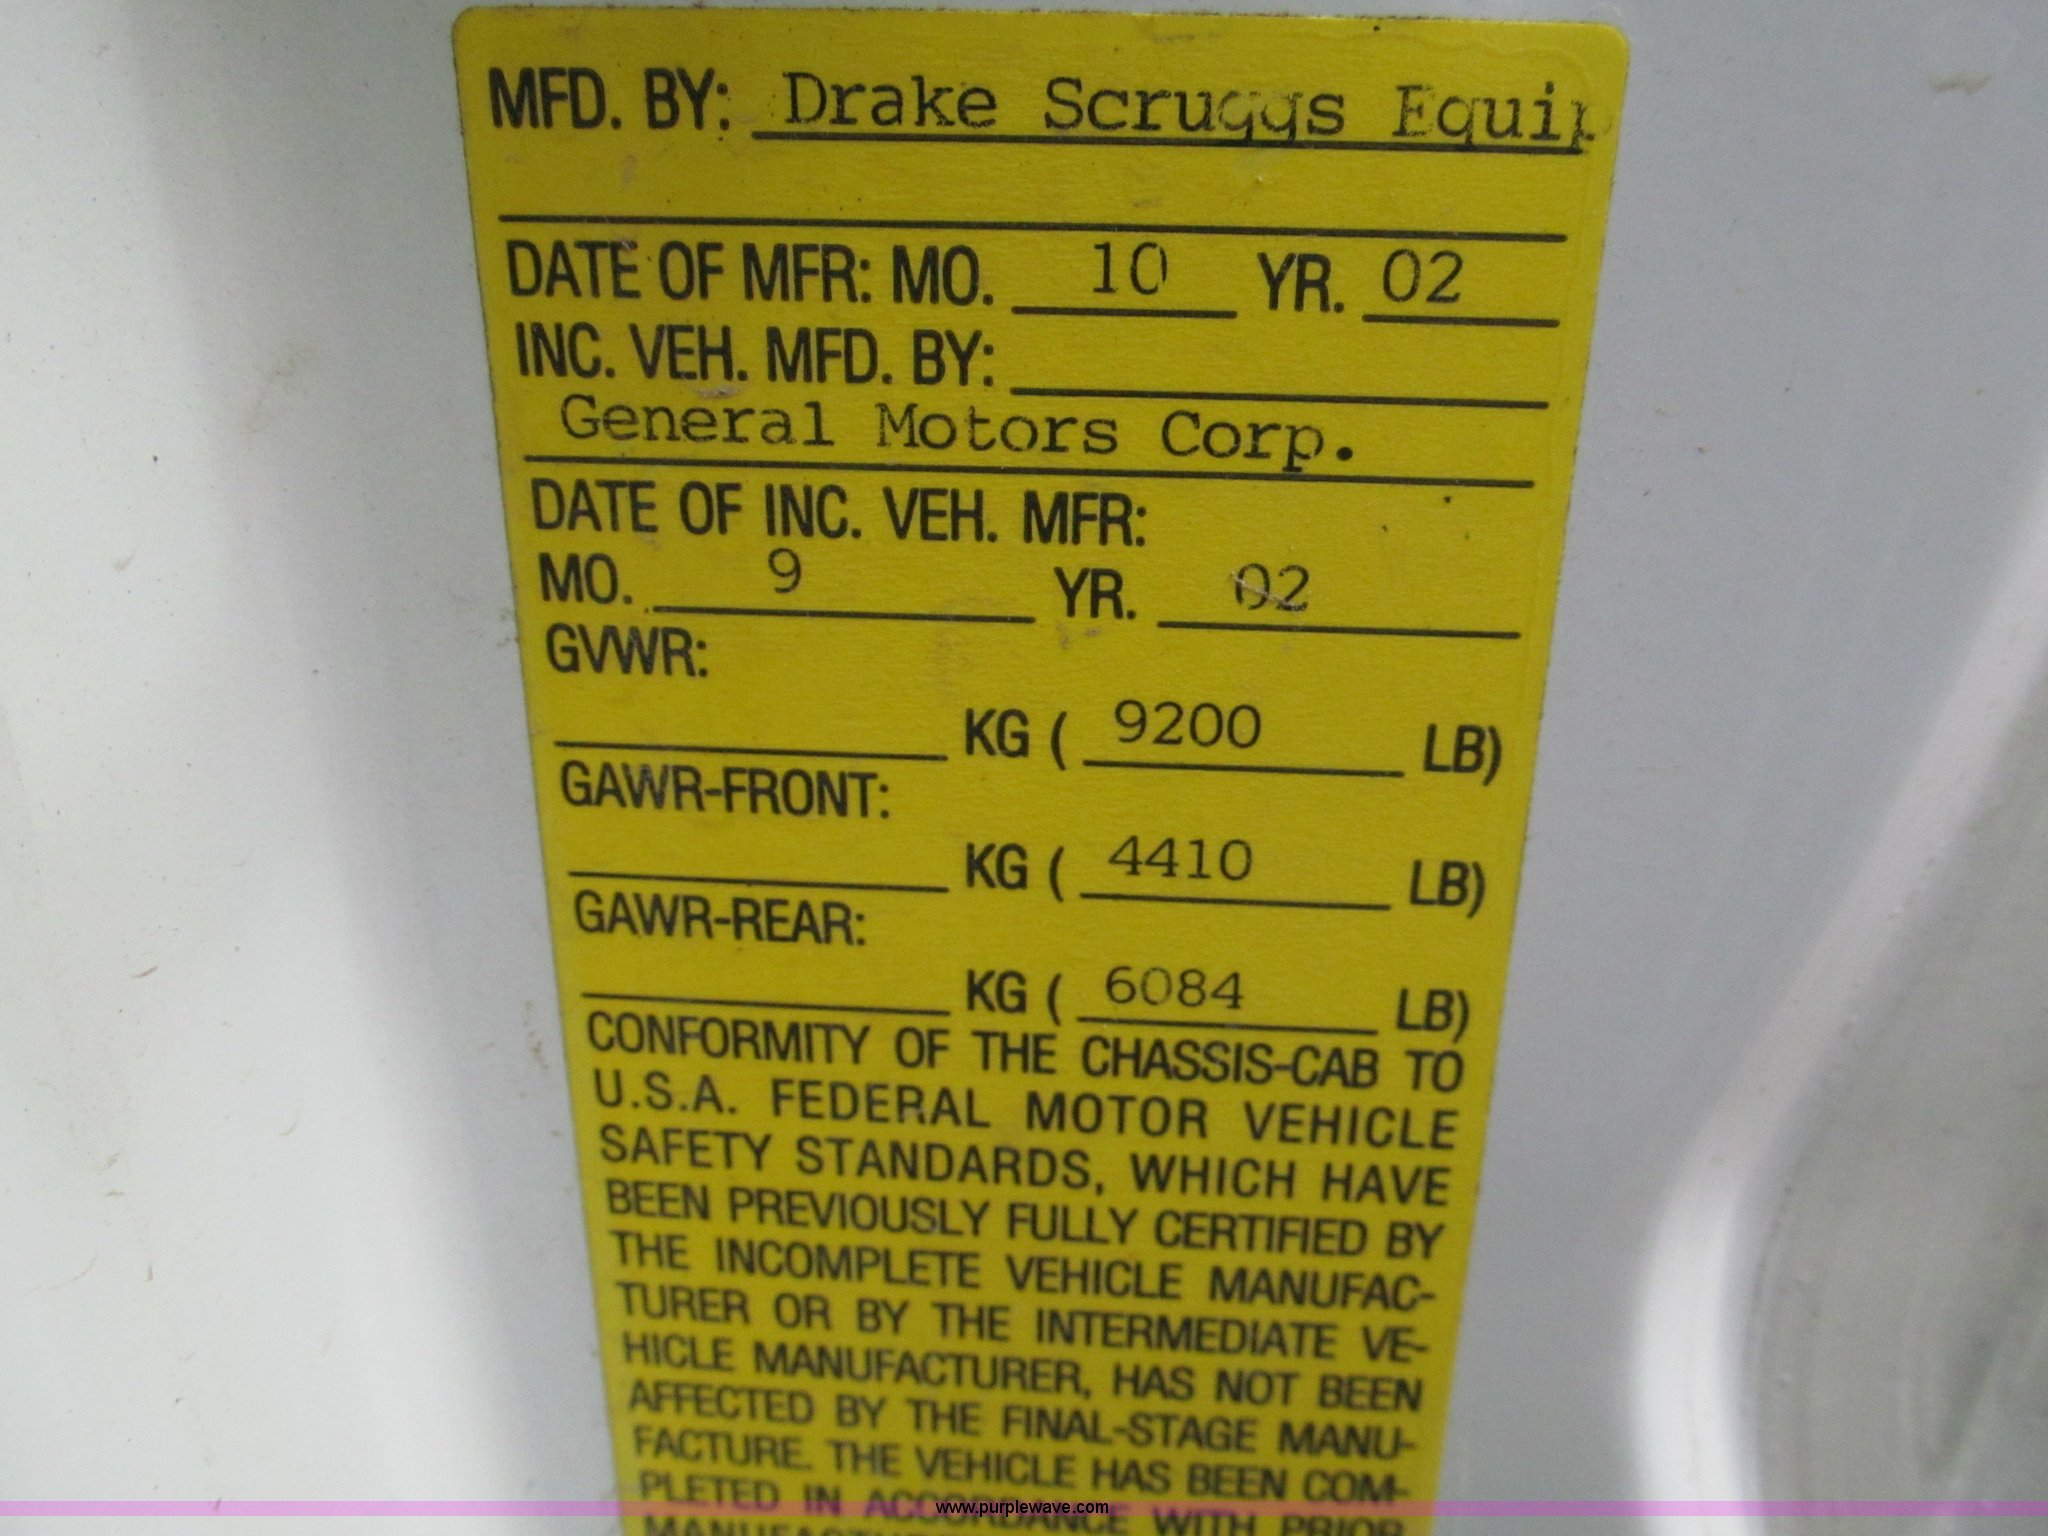 MFD. BY: Drake Scruggs Equip
DATE OF MFR: MO. 10 YR. 02
INC. VEH. MFD. BY:
General Motors Corp.
DATE OF INC. VEH. MFR:
MO. 9 YR. 02
GVWR:
KG ( 9200 LB)
GAWR-FRONT:
KG ( 4410 LB)
GAWR-REAR:
KG ( 6084 LB)
CONFORMITY OF THE CHASSIS-CAB TO
U.S.A. FEDERAL MOTOR VEHICLE
SAFETY STANDARDS, WHICH HAVE
BEEN PREVIOUSLY FULLY CERTIFIED BY
THE INCOMPLETE VEHICLE MANUFAC-
TURER OR BY THE INTERMEDIATE VE-
HICLE MANUFACTURER, HAS NOT BEEN
AFFECTED BY THE FINAL-STAGE MANU-
FACTURE. THE VEHICLE HAS BEEN COM-
PLETED IN ACCORDANCE WITH PRIOR
www.purplewave.com